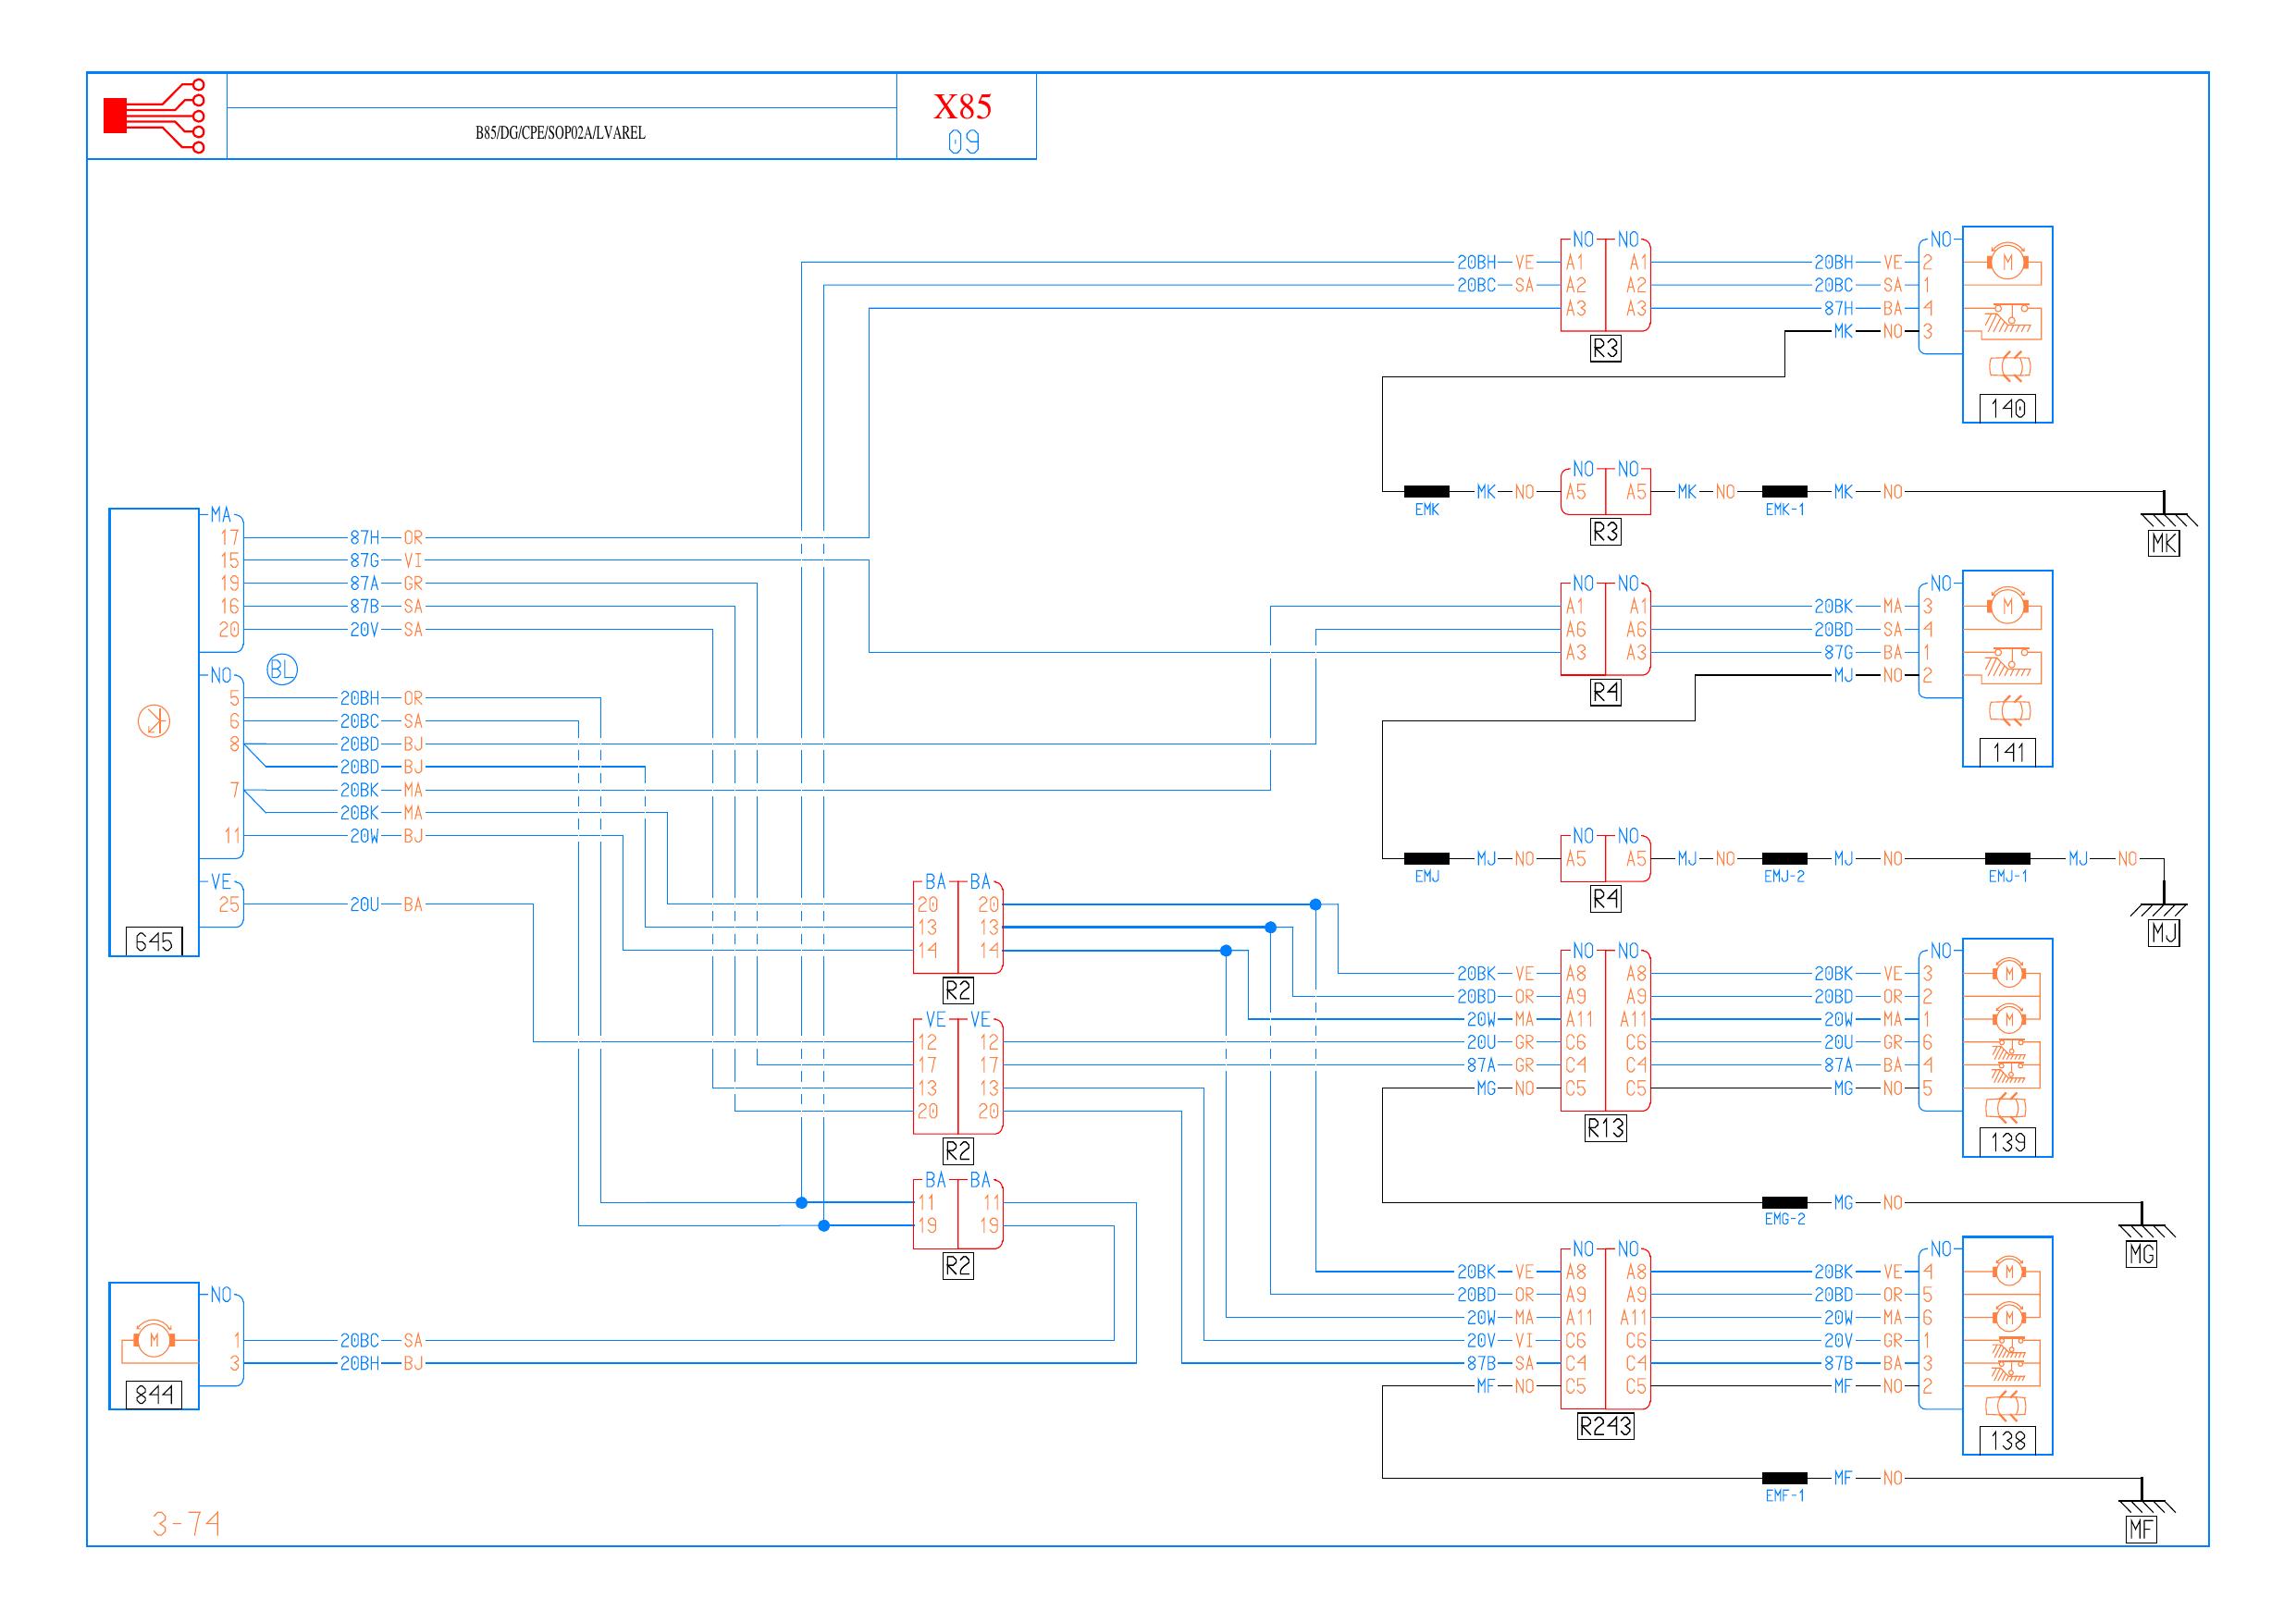 X85
B85/DG/CPE/SOP02A/LVAREL
09
NO NO NO
20BH VE A1 A1 20BH VE 2
20BC SA A2 A2 20BC SA 1
A3 A3 87H BA 4
MK NO 3
R3
140
NO NO
EMK MK NO A5 A5 MK NO EMK-1 MK NO
R3
MK
MA
17 87H OR
15 87G VI
19 87A GR
16 87B SA
20 20V SA
NO NO NO
A1 A1 20BK MA 3
A6 A6 20BD SA 4
A3 A3 87G BA 1
MJ NO 2
R4
141
NO BL
5 20BH OR
6 20BC SA
8 20BD BJ
20BD BJ
7 20BK MA
20BK MA
11 20W BJ
NO NO
EMJ MJ NO A5 A5 MJ NO EMJ-2 MJ NO EMJ-1 MJ NO
R4
MJ
VE
25 20U BA
645
BA BA
20 20
13 13
14 14
R2
NO NO NO
20BK VE A8 A8 20BK VE 3
20BD OR A9 A9 20BD OR 2
20W MA A11 A11 20W MA 1
20U GR C6 C6 20U GR 6
87A GR C4 C4 87A BA 4
MG NO C5 C5 MG NO 5
R13
139
VE VE
12 12
17 17
13 13
20 20
R2
BA BA
11 11
19 19
R2
EMG-2 MG NO
MG
NO NO NO
20BK VE A8 A8 20BK VE 4
20BD OR A9 A9 20BD OR 5
20W MA A11 A11 20W MA 6
20V VI C6 C6 20V GR 1
87B SA C4 C4 87B BA 3
MF NO C5 C5 MF NO 2
R243
138
NO
M 1 20BC SA
3 20BH BJ
844
EMF-1 MF NO
MF
3-74